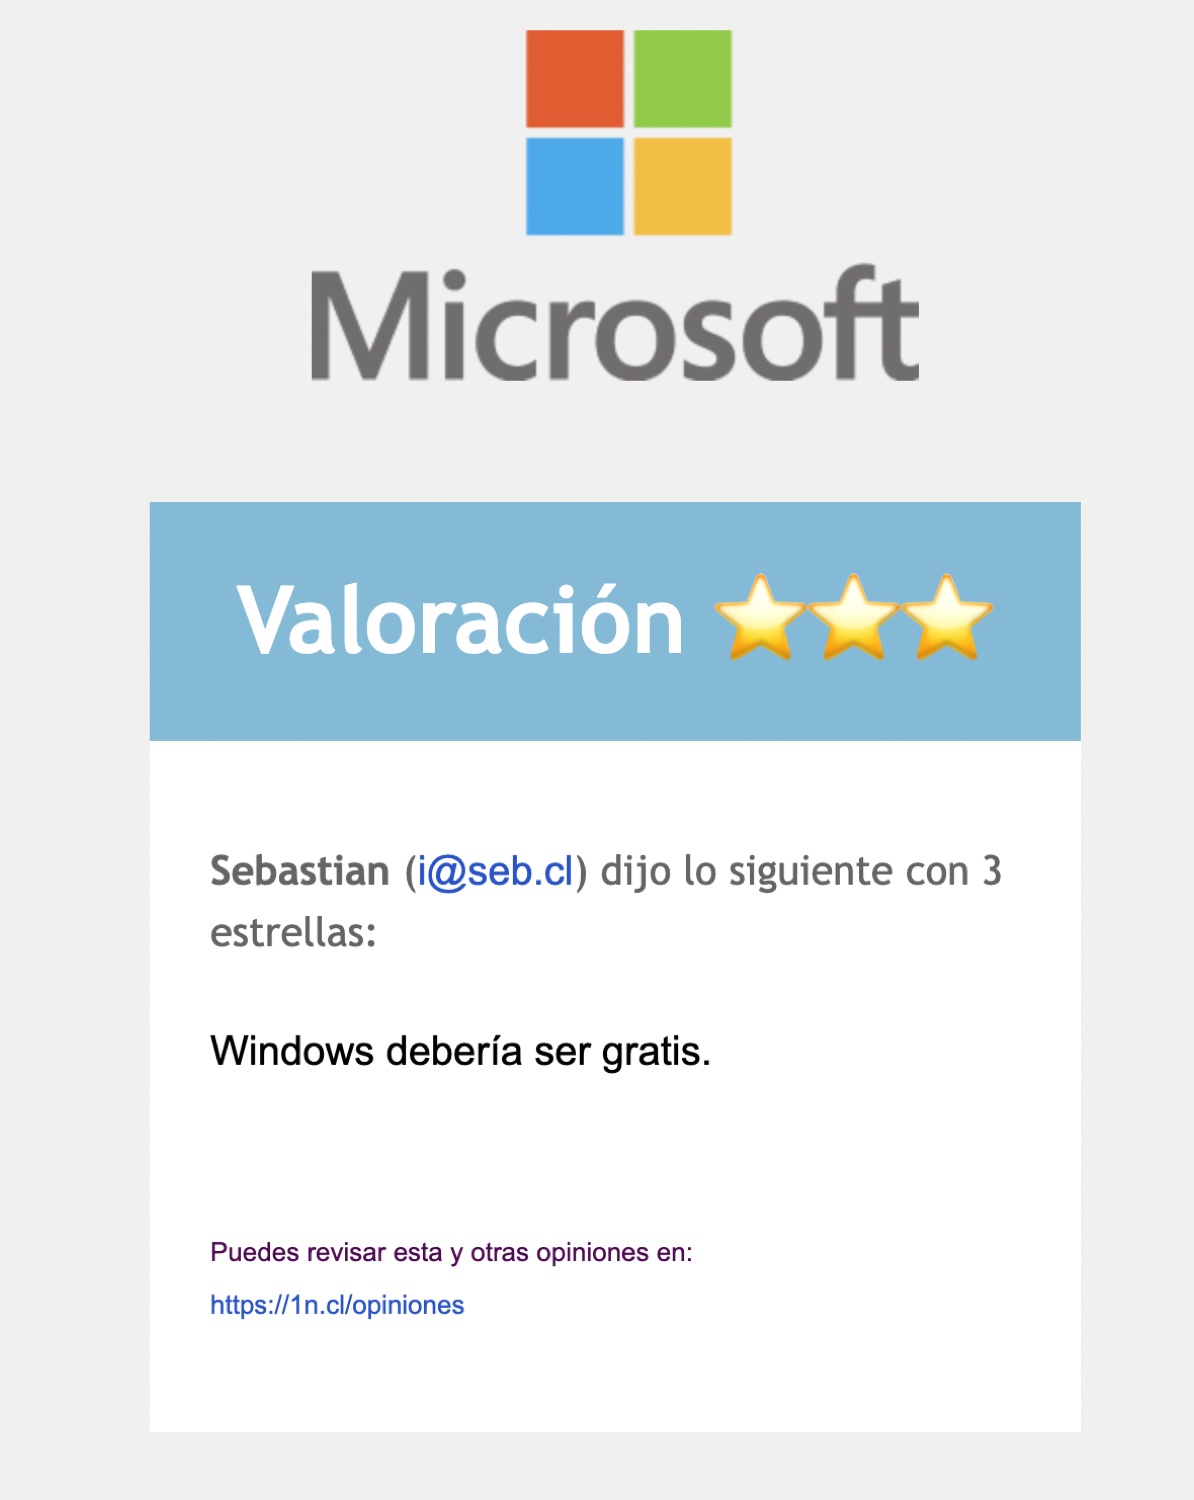 Microsoft
Valoración ⭐⭐⭐
Sebastian (i@seb.cl) dijo lo siguiente con 3
estrellas:
Windows debería ser gratis.
Puedes revisar esta y otras opiniones en:
https://1n.cl/opiniones